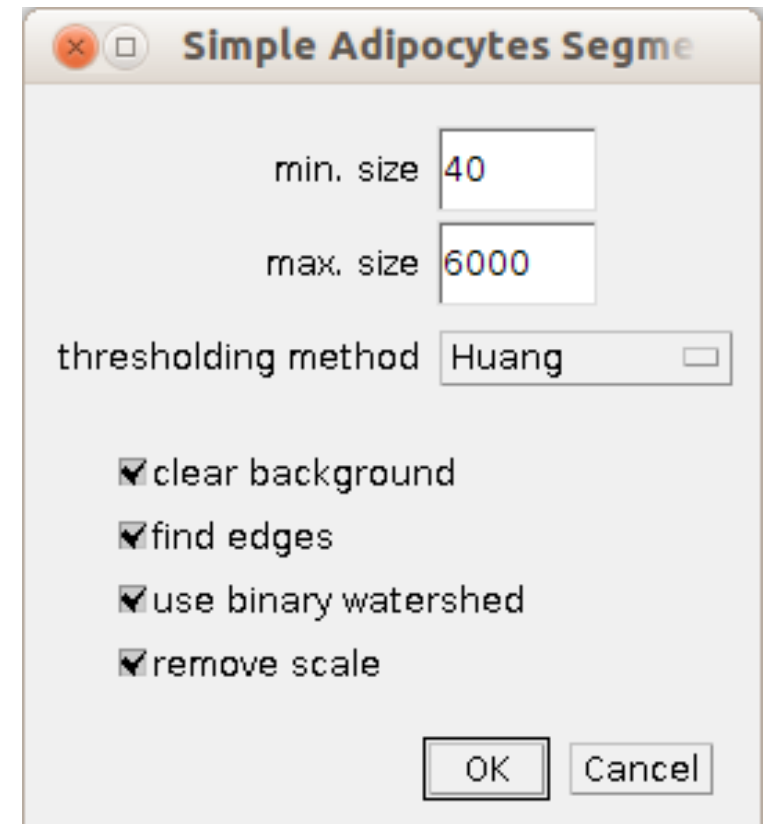 Simple Adipocytes Segme
min. size 40
max. size 6000
thresholding method Huang
clear background
find edges
use binary watershed
remove scale
OK Cancel